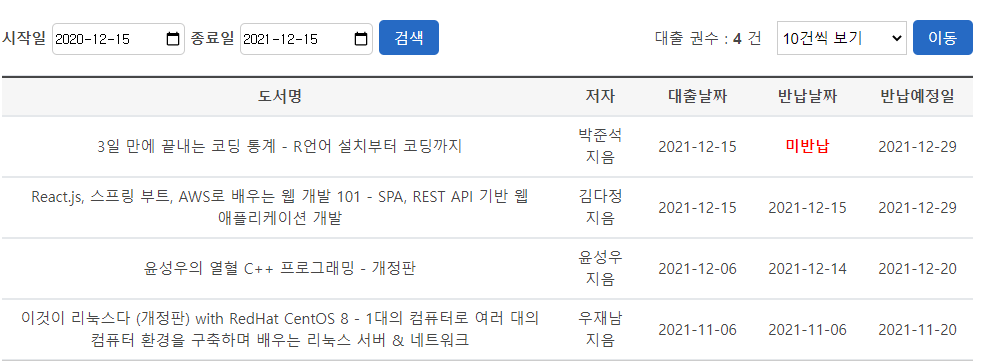 시작일 2020-12-15 종료일 2021-12-15 검색 대출 권수 : 4 건 10건씩 보기 이동
도서명 저자 대출날짜 반납날짜 반납예정일
3일 만에 끝내는 코딩 통계 - R언어 설치부터 코딩까지 박준석 지음 2021-12-15 미반납 2021-12-29
React.js, 스프링 부트, AWS로 배우는 웹 개발 101 - SPA, REST API 기반 웹
애플리케이션 개발 김다정 지음 2021-12-15 2021-12-15 2021-12-29
윤성우의 열혈 C++ 프로그래밍 - 개정판 윤성우 지음 2021-12-06 2021-12-14 2021-12-20
이것이 리눅스다 (개정판) with RedHat CentOS 8 - 1대의 컴퓨터로 여러 대의
컴퓨터 환경을 구축하며 배우는 리눅스 서버 & 네트워크 우재남 지음 2021-11-06 2021-11-06 2021-11-20